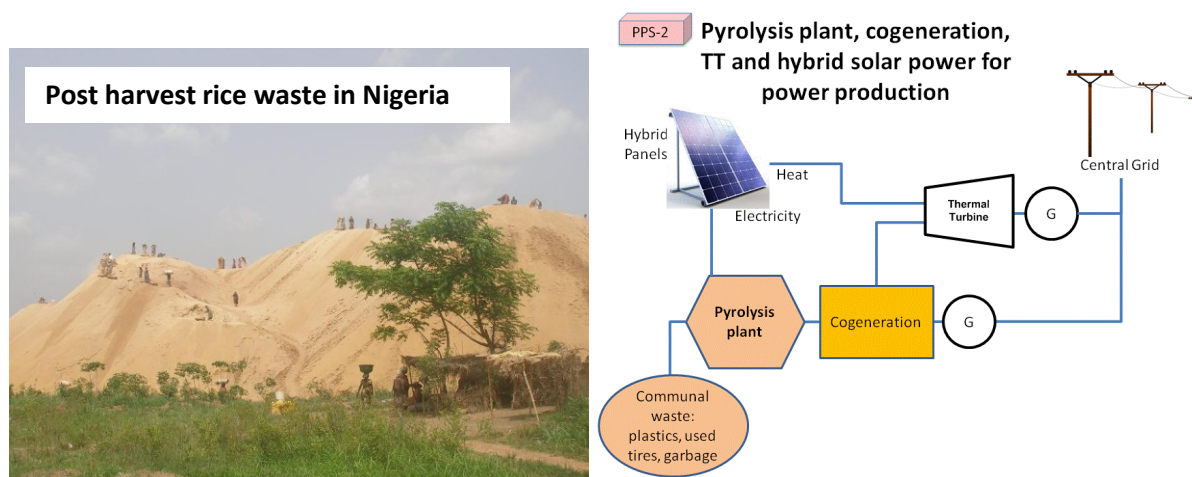 Post harvest rice waste in Nigeria
PPS-2
Pyrolysis plant, cogeneration,
TT and hybrid solar power for
power production
Hybrid
Panels
Heat
Electricity
Central Grid
Thermal
Turbine
G
Pyrolysis
plant
Cogeneration
G
Communal
waste:
plastics, used
tires, garbage